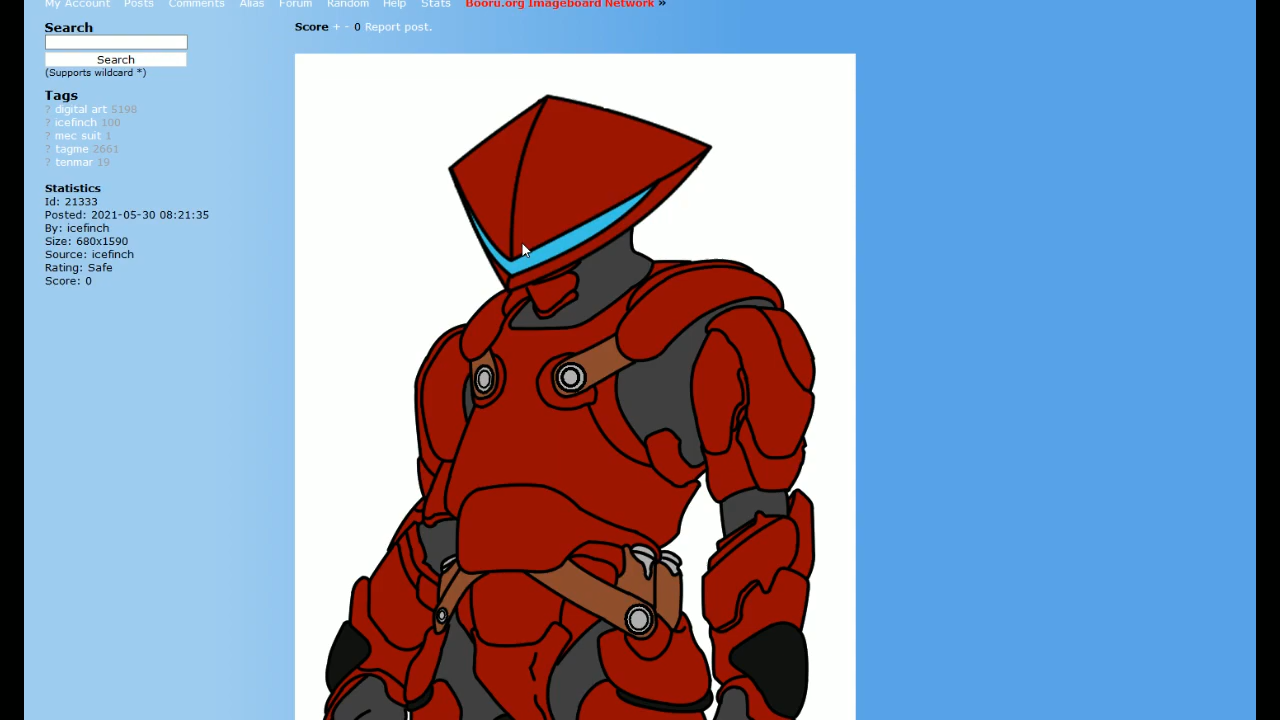 My Account Posts Comments Alias Forum Random Help Stats Booru.org Imageboard Network »
Score + - 0 Report post.
Search
Search
(Supports wildcard *)
Tags
? digital art 5198
? icefinch 100
? mec suit 1
? tagme 2661
? tenmar 19
Statistics
Id: 21333
Posted: 2021-05-30 08:21:35
By: icefinch
Size: 680x1590
Source: icefinch
Rating: Safe
Score: 0